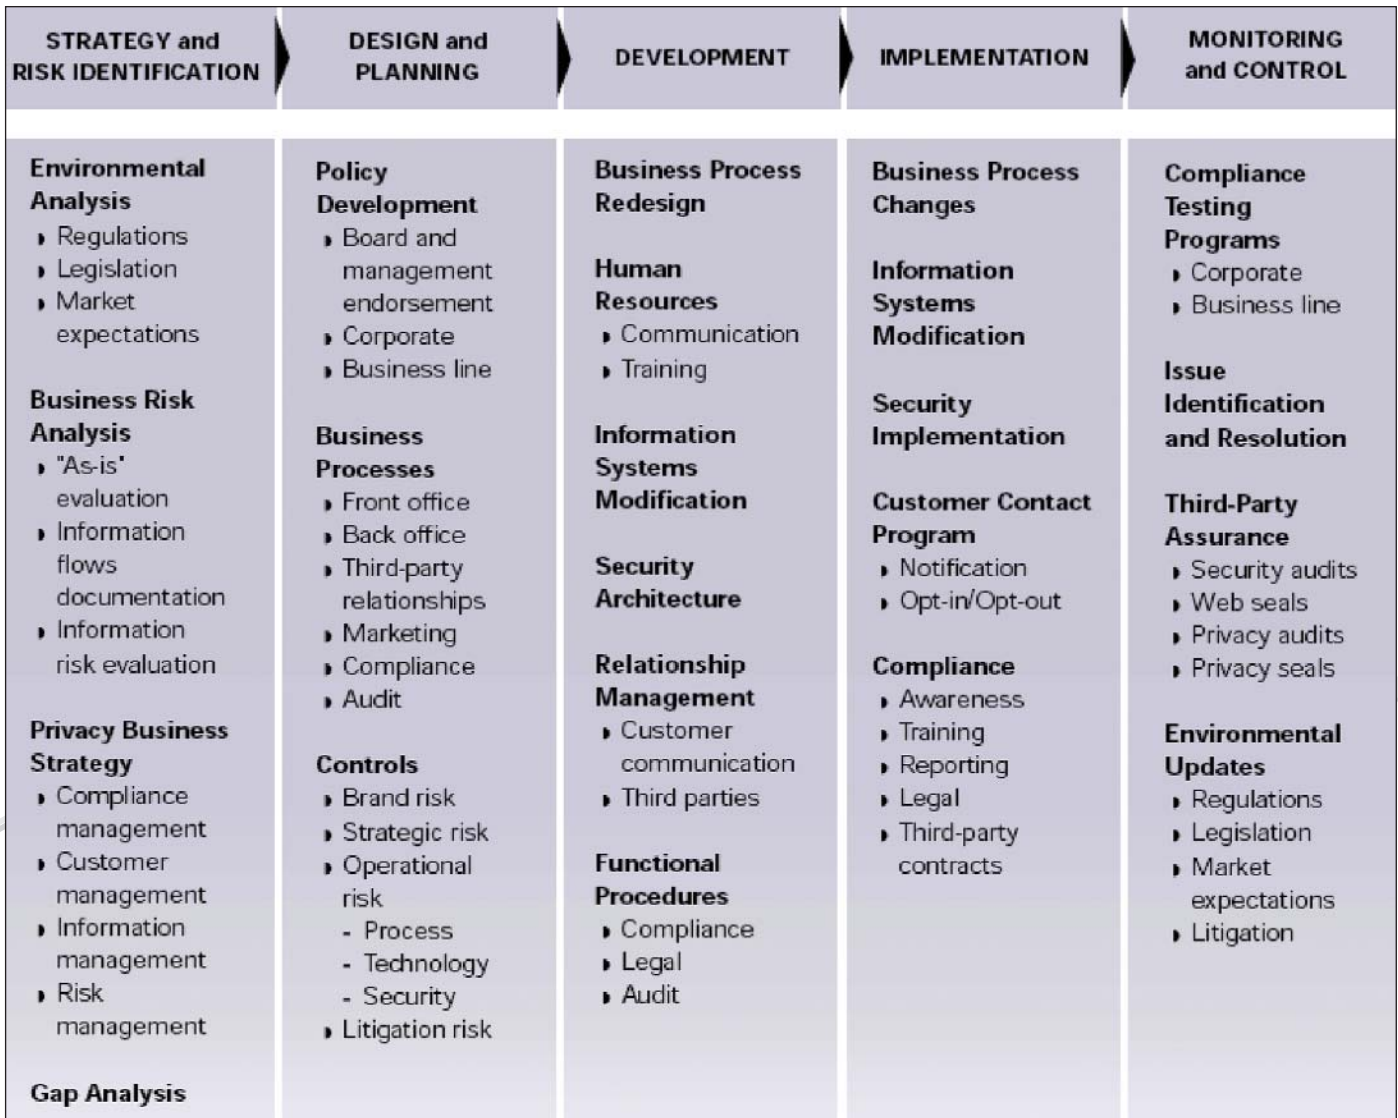 STRATEGY and
RISK IDENTIFICATION
DESIGN and
PLANNING
DEVELOPMENT
IMPLEMENTATION
MONITORING
and CONTROL
Environmental
Analysis
Regulations
Legislation
Market
expectations
Business Risk
Analysis
"As-is"
evaluation
Information
flows
documentation
Information
risk evaluation
Privacy Business
Strategy
Compliance
management
Customer
management
Information
management
Risk
management
Gap Analysis
Policy
Development
Board and
management
endorsement
Corporate
Business line
Business
Processes
Front office
Back office
Third-party
relationships
Marketing
Compliance
Audit
Controls
Brand risk
Strategic risk
Operational
risk
- Process
- Technology
- Security
Litigation risk
Business Process
Redesign
Human
Resources
Communication
Training
Information
Systems
Modification
Security
Architecture
Relationship
Management
Customer
communication
Third parties
Functional
Procedures
Compliance
Legal
Audit
Business Process
Changes
Information
Systems
Modification
Security
Implementation
Customer Contact
Program
Notification
Opt-in/Opt-out
Compliance
Awareness
Training
Reporting
Legal
Third-party
contracts
Compliance
Testing
Programs
Corporate
Business line
Issue
Identification
and Resolution
Third-Party
Assurance
Security audits
Web seals
Privacy audits
Privacy seals
Environmental
Updates
Regulations
Legislation
Market
expectations
Litigation